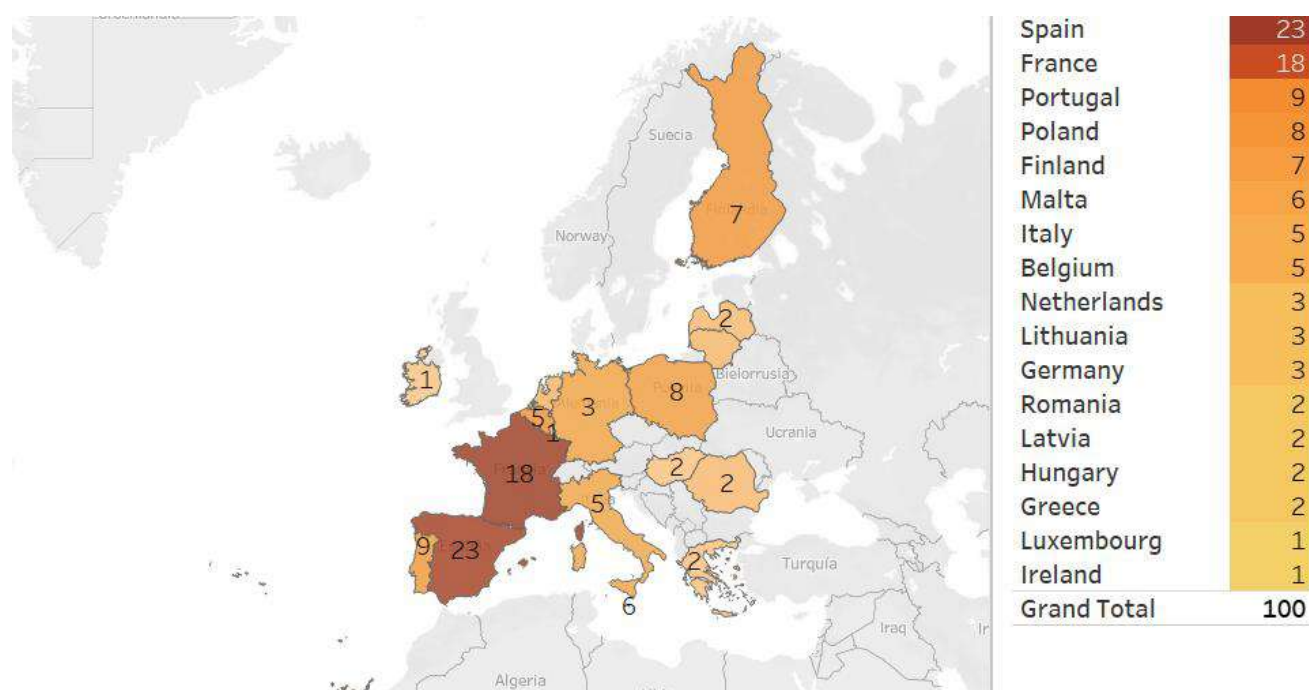 Suecia
7
Norway
2
Bielorrusia
1
3
8
5
1
Ucrania
18
2
2
5
9
23
2
Turquía
6
Iraq
Ir
Algeria
Spain 23
France 18
Portugal 9
Poland 8
Finland 7
Malta 6
Italy 5
Belgium 5
Netherlands 3
Lithuania 3
Germany 3
Romania 2
Latvia 2
Hungary 2
Greece 2
Luxembourg 1
Ireland 1
Grand Total 100